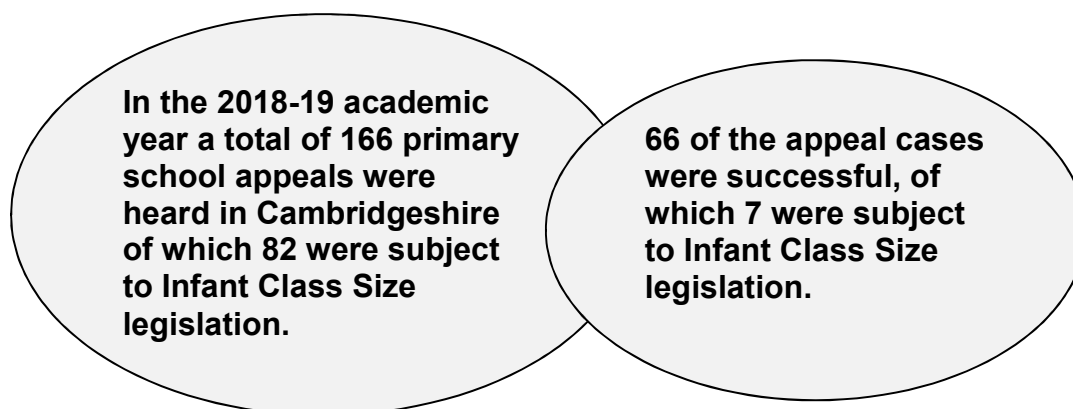 In the 2018-19 academic
year a total of 166 primary
school appeals were
heard in Cambridgeshire
of which 82 were subject
to Infant Class Size
legislation.
66 of the appeal cases
were successful, of
which 7 were subject
to Infant Class Size
legislation.